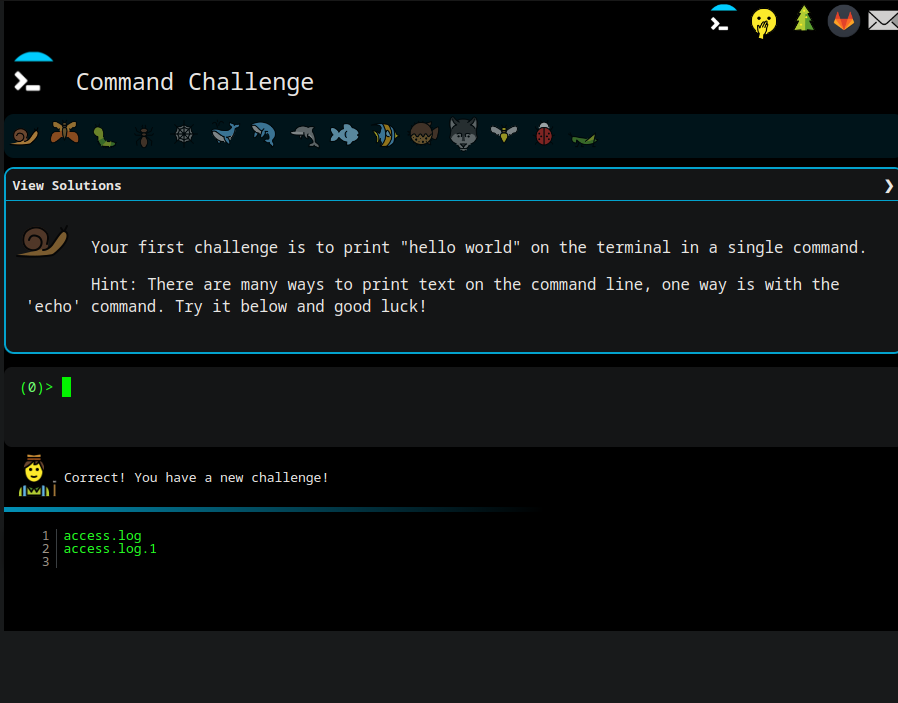 Command Challenge
View Solutions
Your first challenge is to print "hello world" on the terminal in a single command.
Hint: There are many ways to print text on the command line, one way is with the
'echo' command. Try it below and good luck!
(0)>
Correct! You have a new challenge!
1 access.log
2 access.log.1
3